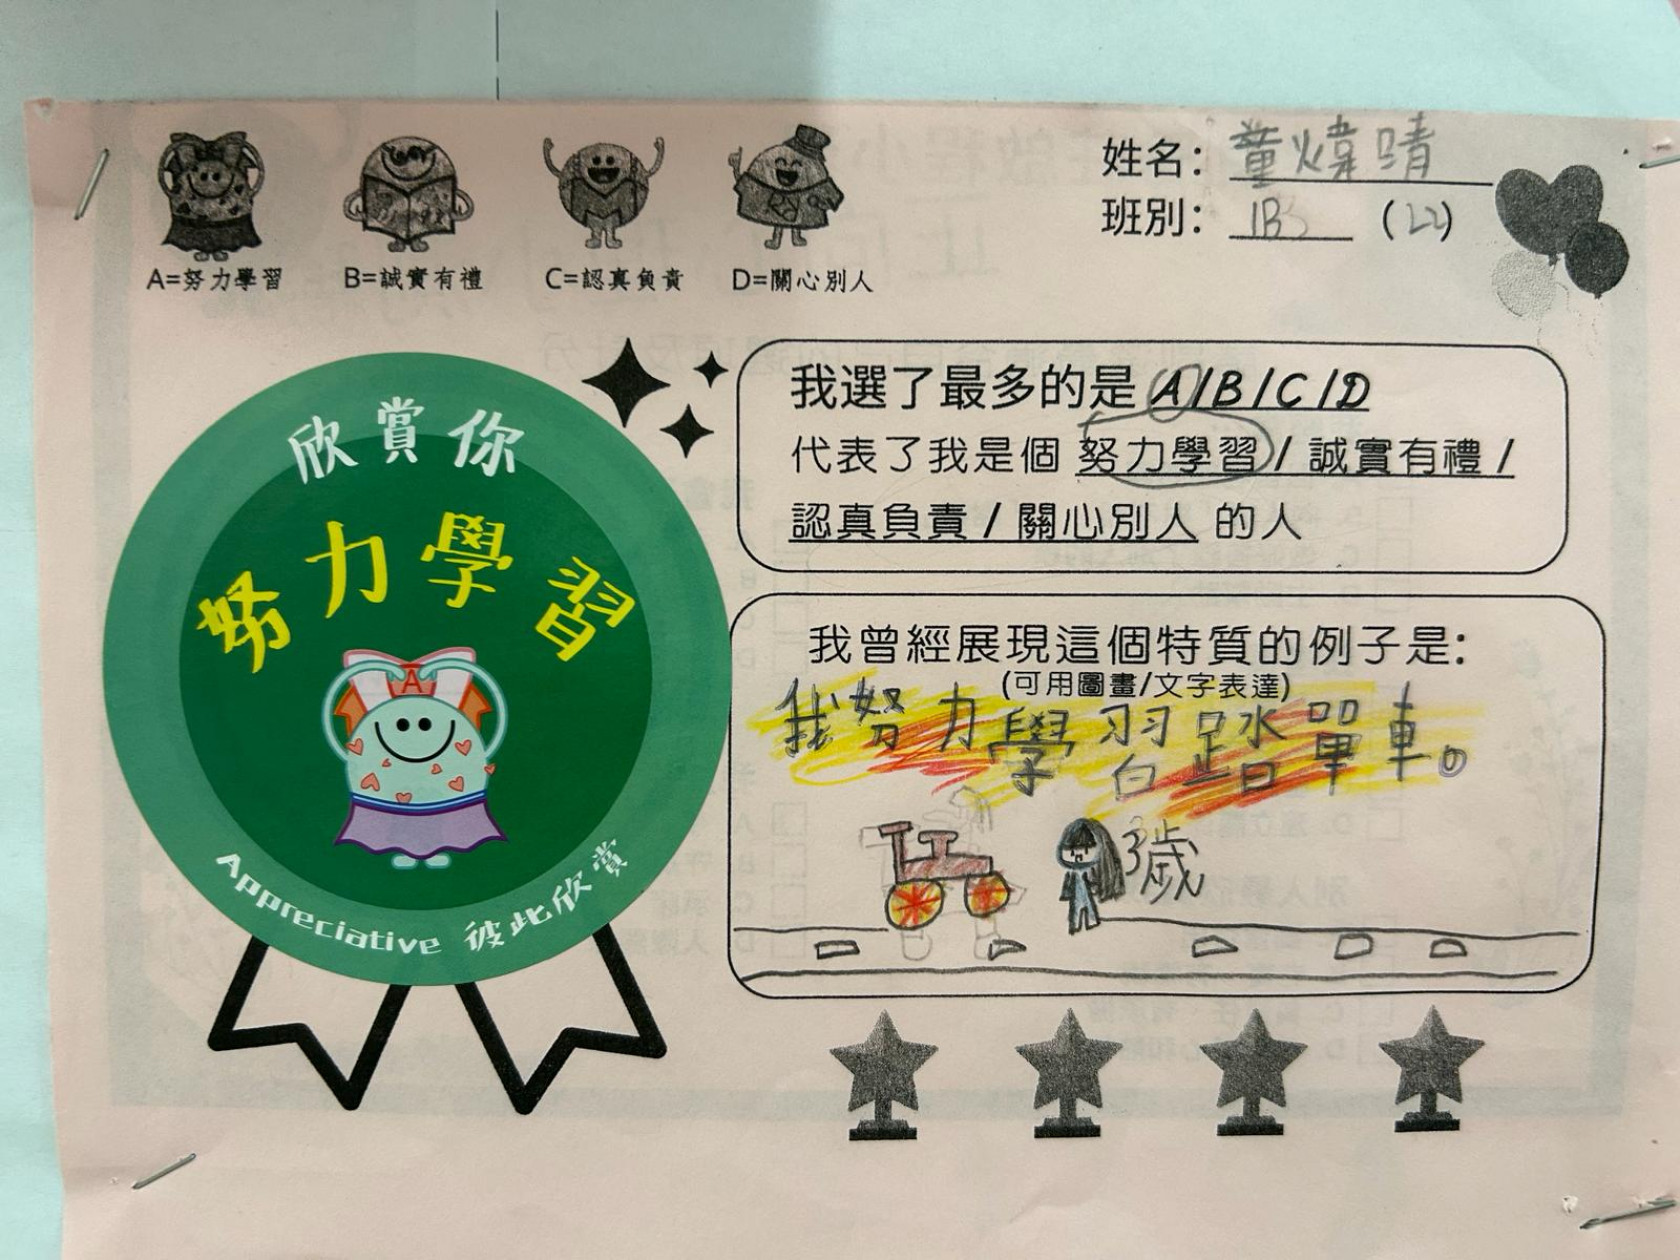 姓名：董煒晴
班別：1B3 (22)
A=努力學習
B=誠實有禮
C=認真負責
D=關心別人
欣賞你
努力學習
A
Appreciative 彼此欣賞
我選了最多的是 A/B/C/D
代表了我是個 努力學習 / 誠實有禮 /
認真負責 / 關心別人 的人
我曾經展現這個特質的例子是：
(可用圖畫/文字表達)
我努力學習踏單車。
3歲